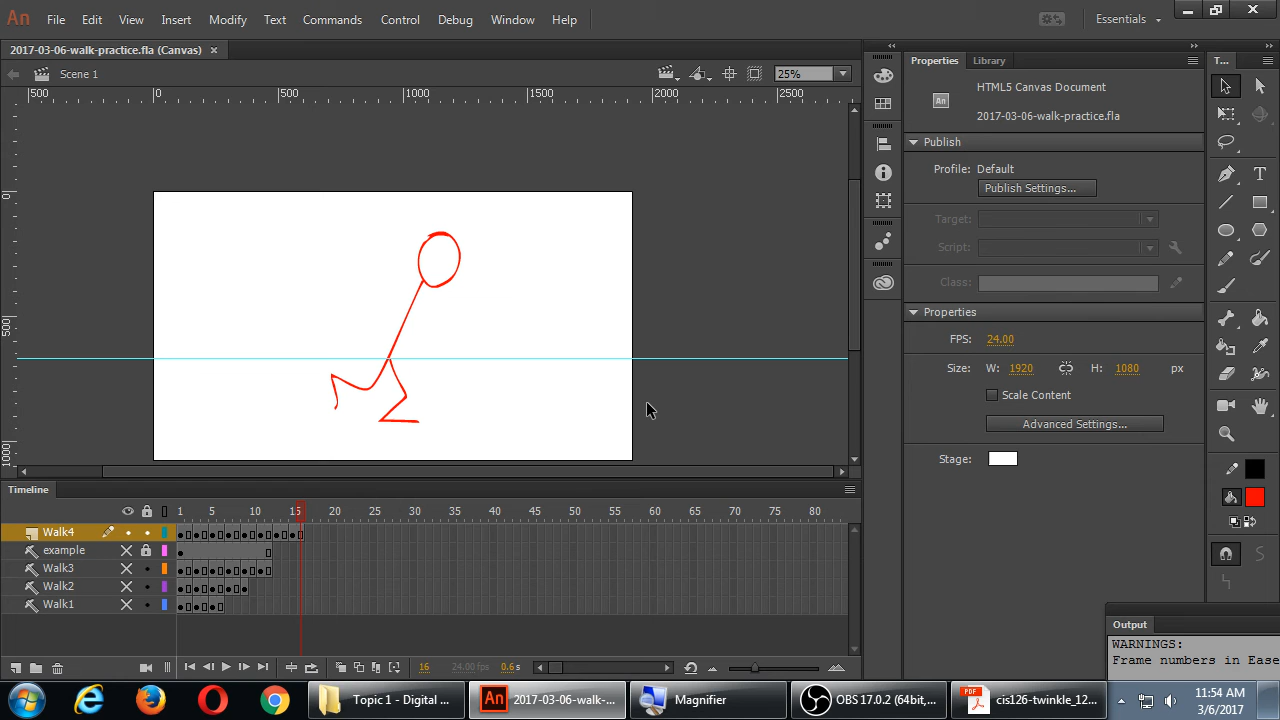 An File Edit View Insert Modify Text Commands Control Debug Window Help Essentials
2017-03-06-walk-practice.fla (Canvas) ×
Scene 1 25%
500 0 500 1000 1500 2000 2500
0
500
1000
Properties Library T...
HTML5 Canvas Document
An 2017-03-06-walk-practice.fla
Publish
Profile: Default
Publish Settings...
Target:
Script:
Class:
Properties
FPS: 24.00
Size: W: 1920 H: 1080 px
Scale Content
Advanced Settings...
Stage:
Timeline
1 5 10 15 20 25 30 35 40 45 50 55 60 65 70 75 80
Walk4
example
Walk3
Walk2
Walk1
16 24.00 fps 0.6 s
Output
WARNINGS:
Frame numbers in Ease
Topic 1 - Digital ... An 2017-03-06-walk-... Magnifier OBS 17.0.2 (64bit,... PDF cis126-twinkle_12... 11:54 AM
3/6/2017